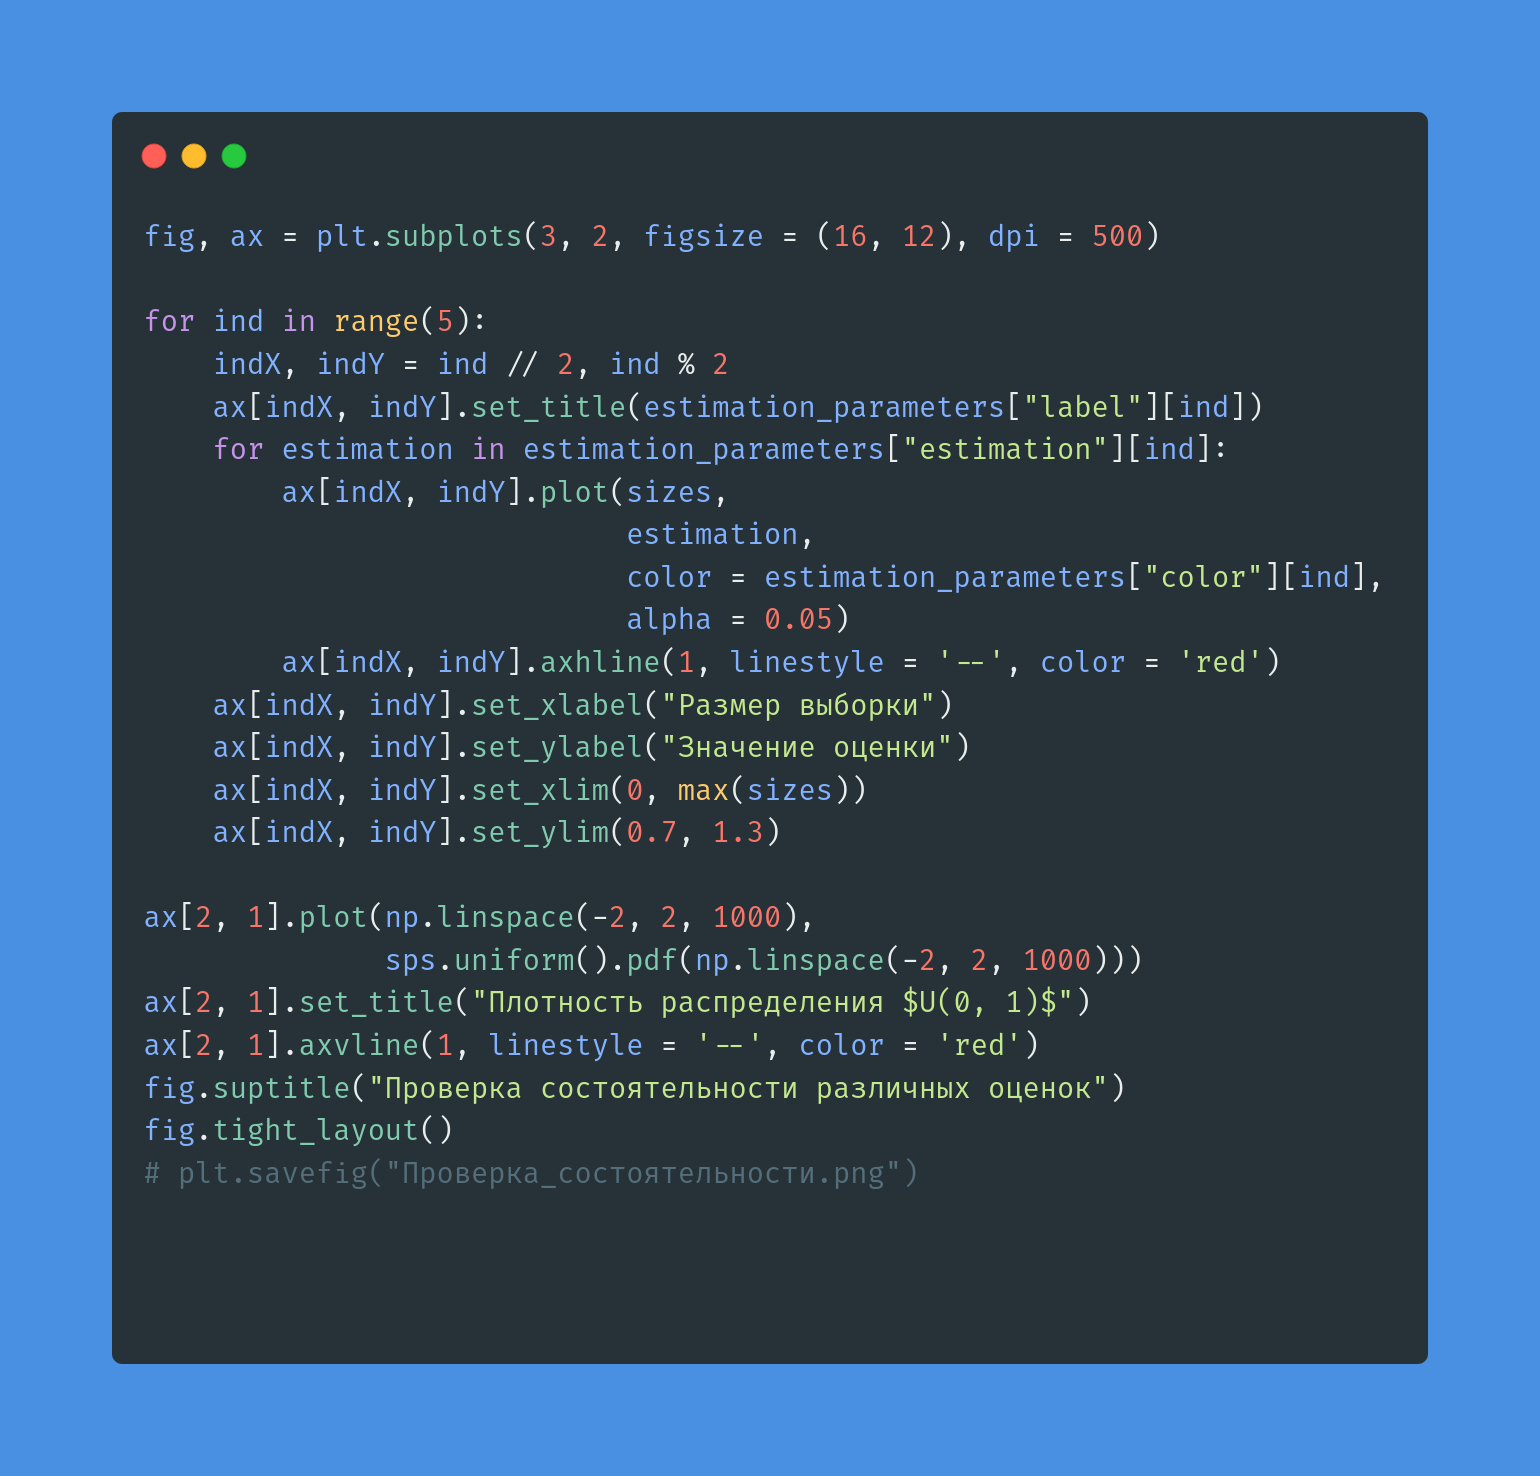 fig, ax = plt.subplots(3, 2, figsize = (16, 12), dpi = 500)

for ind in range(5):
    indX, indY = ind // 2, ind % 2
    ax[indX, indY].set_title(estimation_parameters["label"][ind])
    for estimation in estimation_parameters["estimation"][ind]:
        ax[indX, indY].plot(sizes,
                            estimation,
                            color = estimation_parameters["color"][ind],
                            alpha = 0.05)
        ax[indX, indY].axhline(1, linestyle = '--', color = 'red')
    ax[indX, indY].set_xlabel("Размер выборки")
    ax[indX, indY].set_ylabel("Значение оценки")
    ax[indX, indY].set_xlim(0, max(sizes))
    ax[indX, indY].set_ylim(0.7, 1.3)

ax[2, 1].plot(np.linspace(-2, 2, 1000),
              sps.uniform().pdf(np.linspace(-2, 2, 1000)))
ax[2, 1].set_title("Плотность распределения $U(0, 1)$")
ax[2, 1].axvline(1, linestyle = '--', color = 'red')
fig.suptitle("Проверка состоятельности различных оценок")
fig.tight_layout()
# plt.savefig("Проверка_состоятельности.png")